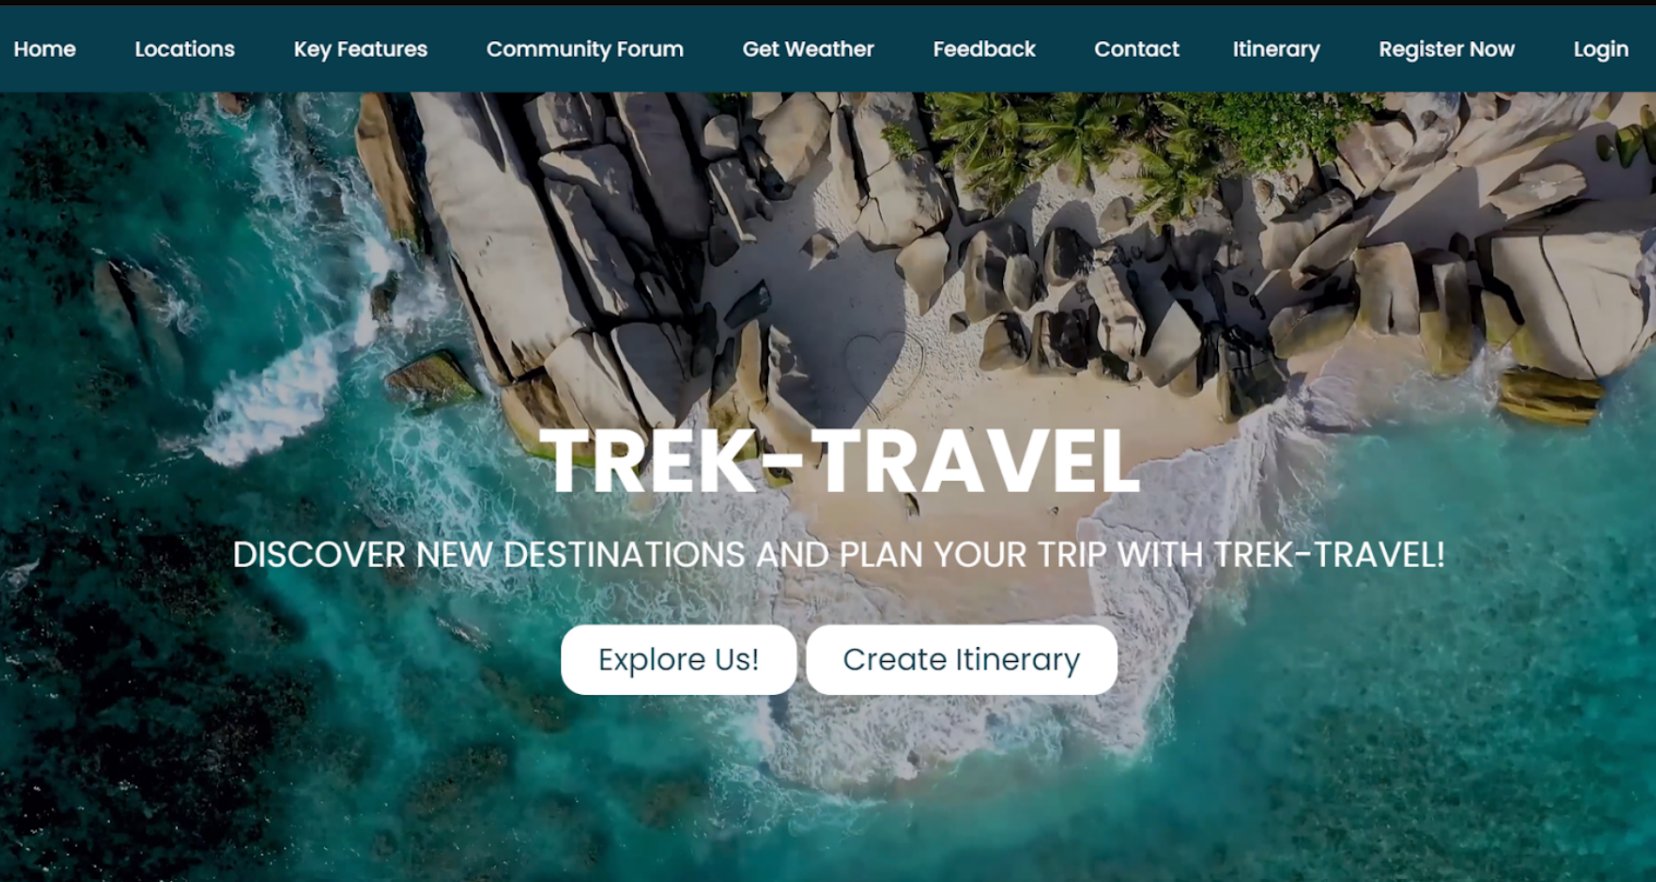 Home Locations Key Features Community Forum Get Weather Feedback Contact Itinerary Register Now Login
TREK-TRAVEL
DISCOVER NEW DESTINATIONS AND PLAN YOUR TRIP WITH TREK-TRAVEL!
Explore Us! Create Itinerary